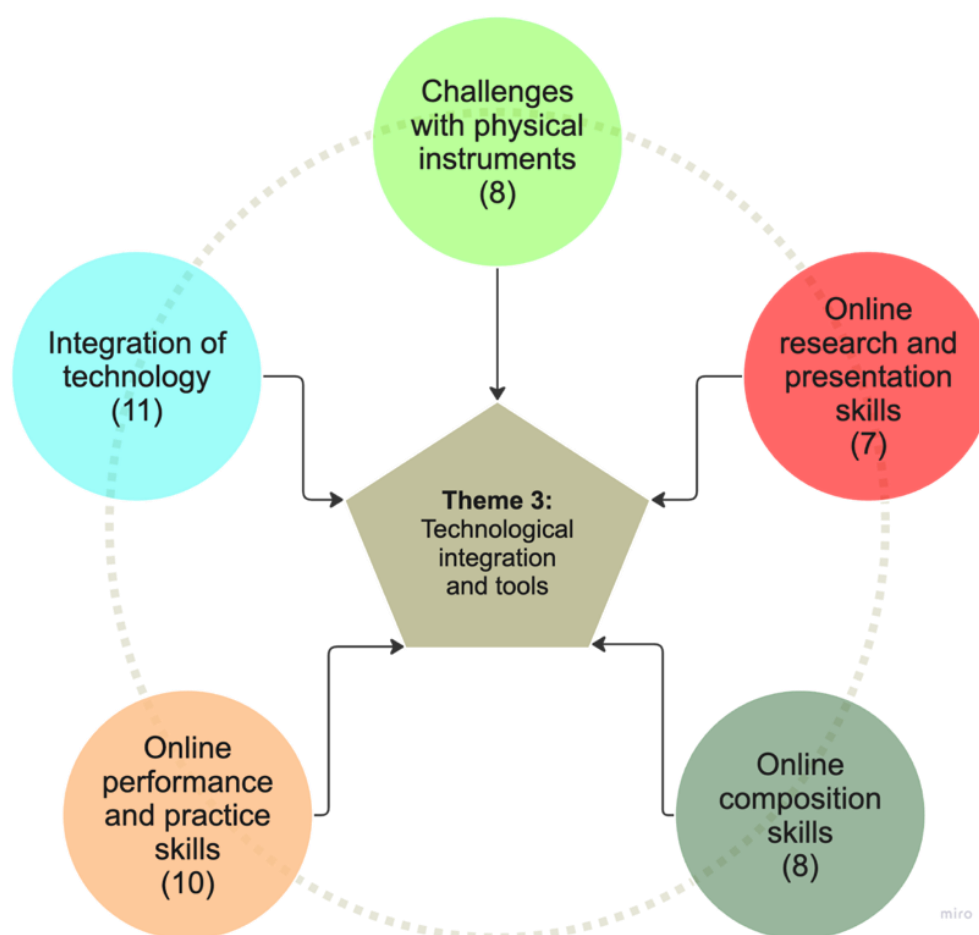 Challenges
with physical
instruments
(8)
Integration of
technology
(11)
Online
research and
presentation
skills
(7)
Theme 3:
Technological
integration
and tools
Online
performance
and practice
skills
(10)
Online
composition
skills
(8)
miro